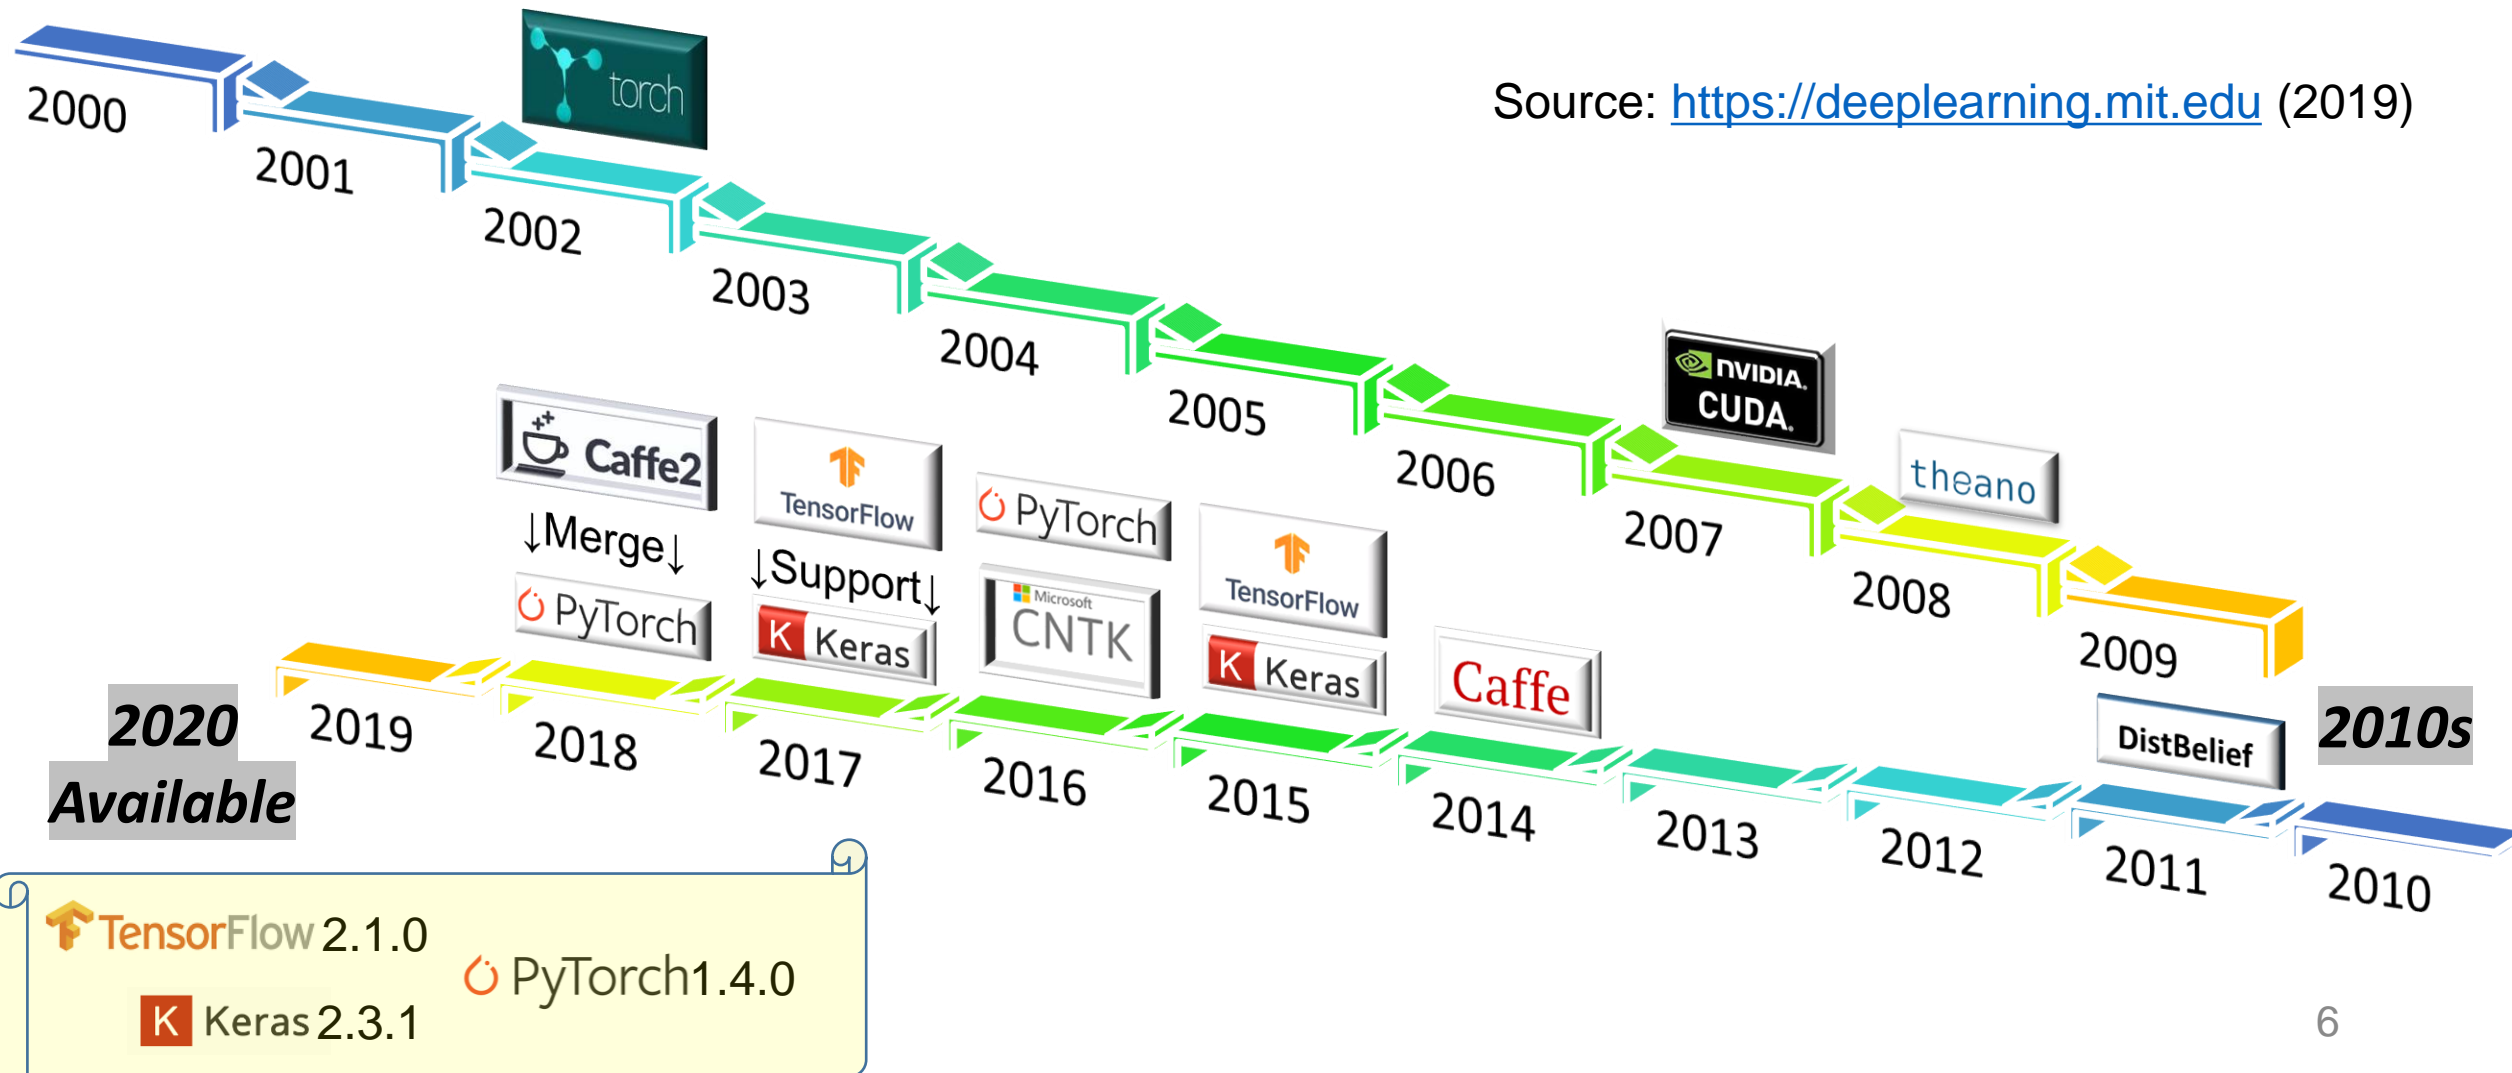 torch
Source: https://deeplearning.mit.edu (2019)
2000
2001
2002
2003
2004
2005
2006
2007
2008
2009
NVIDIA.
CUDA.
theano
Caffe2
↓Merge↓
PyTorch
TensorFlow
↓Support↓
K Keras
PyTorch
Microsoft
CNTK
TensorFlow
K Keras
Caffe
DistBelief
2010s
2020
Available
2019
2018
2017
2016
2015
2014
2013
2012
2011
2010
TensorFlow 2.1.0
PyTorch1.4.0
K Keras 2.3.1
6